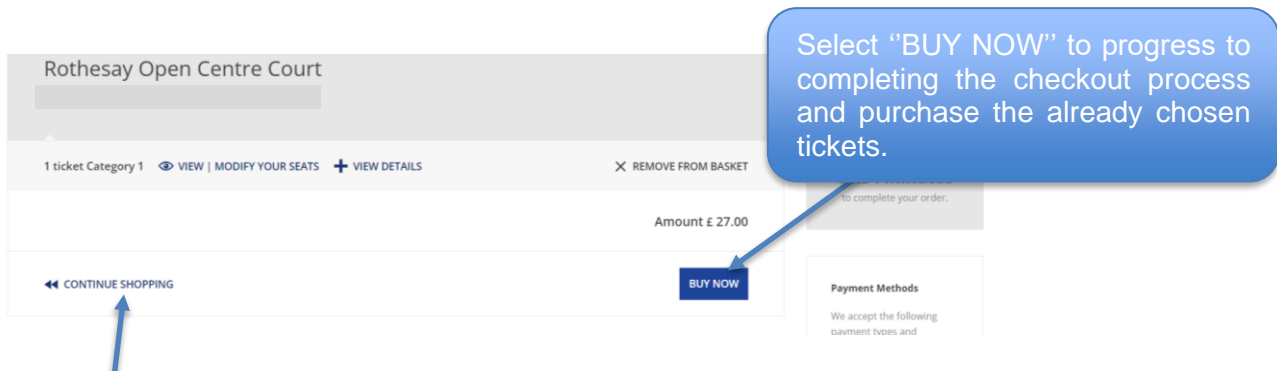 Select ‘’BUY NOW’’ to progress to
completing the checkout process
and purchase the already chosen
tickets.
Rothesay Open Centre Court
1 ticket Category 1 VIEW | MODIFY YOUR SEATS VIEW DETAILS REMOVE FROM BASKET
to complete your order.
Amount £ 27.00
CONTINUE SHOPPING BUY NOW
Payment Methods
We accept the following
payment types and